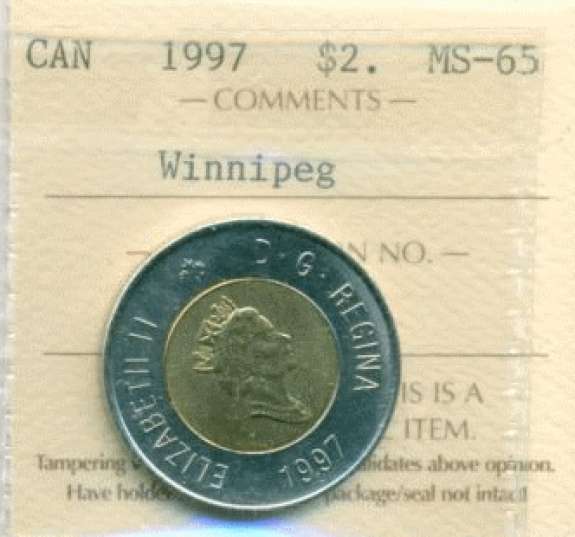 CAN 1997 $2. MS-65
— COMMENTS —
Winnipeg
N NO. —
ELIZABETH II D·G·REGINA
1997
IS IS A
ITEM.
Tampering alidates above opinion.
Have holde package/seal not intact